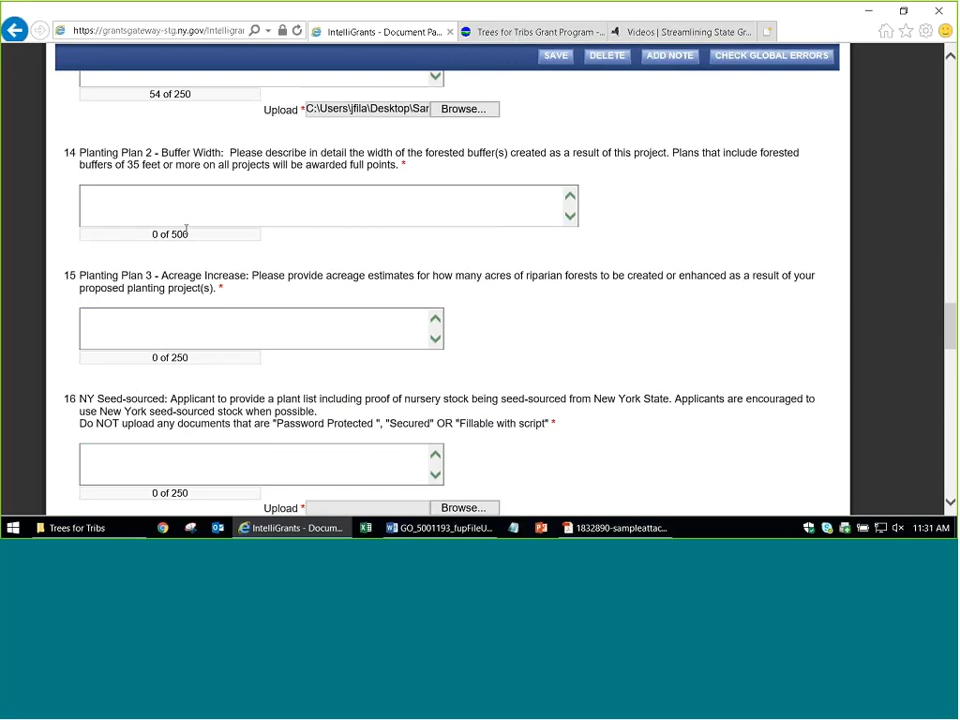 https://grantsgateway-stg.ny.gov/Intelligrar
IntelliGrants - Document Pa...
Trees for Tribs Grant Program -...
Videos | Streamlining State Gr...
SAVE
DELETE
ADD NOTE
CHECK GLOBAL ERRORS
54 of 250
Upload *
C:\Users\jfila\Desktop\Sar
Browse...
14 Planting Plan 2 - Buffer Width: Please describe in detail the width of the forested buffer(s) created as a result of this project. Plans that include forested
buffers of 35 feet or more on all projects will be awarded full points. *
0 of 500
15 Planting Plan 3 - Acreage Increase: Please provide acreage estimates for how many acres of riparian forests to be created or enhanced as a result of your
proposed planting project(s). *
0 of 250
16 NY Seed-sourced: Applicant to provide a plant list including proof of nursery stock being seed-sourced from New York State. Applicants are encouraged to
use New York seed-sourced stock when possible.
Do NOT upload any documents that are "Password Protected ", "Secured" OR "Fillable with script" *
0 of 250
Upload *
Browse...
Trees for Tribs
IntelliGrants - Docum...
GO_5001193_fupFileU...
1832890-sampleattac...
11:31 AM